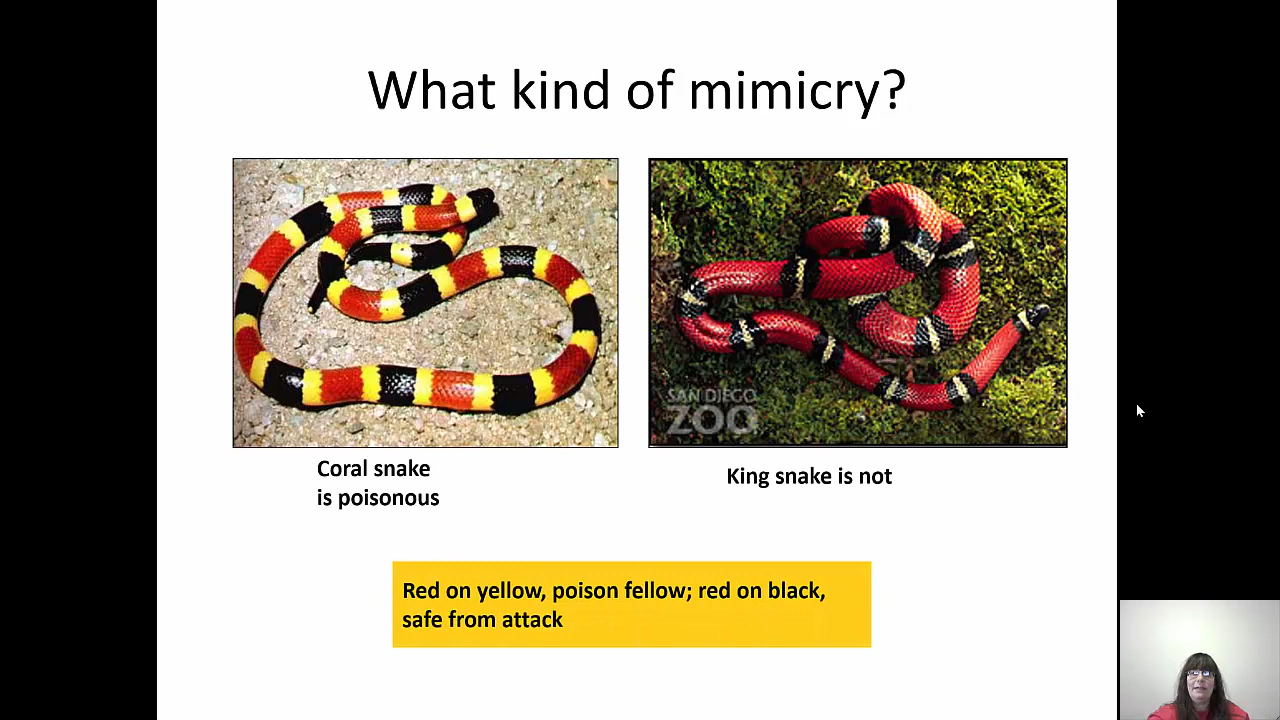 What kind of mimicry?
SAN DIEGO
ZOO
Coral snake
is poisonous
King snake is not
Red on yellow, poison fellow; red on black,
safe from attack